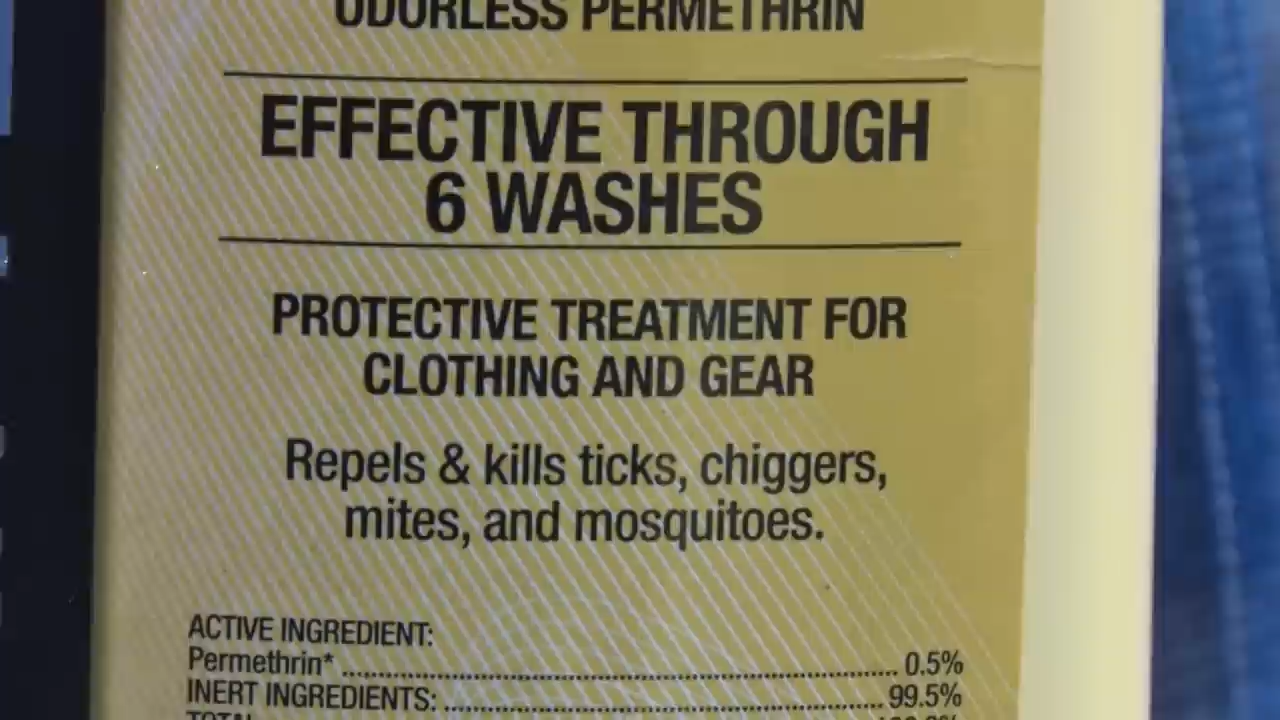 ODORLESS PERMETHRIN
EFFECTIVE THROUGH
6 WASHES
PROTECTIVE TREATMENT FOR
CLOTHING AND GEAR
Repels & kills ticks, chiggers,
mites, and mosquitoes.
ACTIVE INGREDIENT:
Permethrin* ........ 0.5%
INERT INGREDIENTS: ........ 99.5%
TOTAL